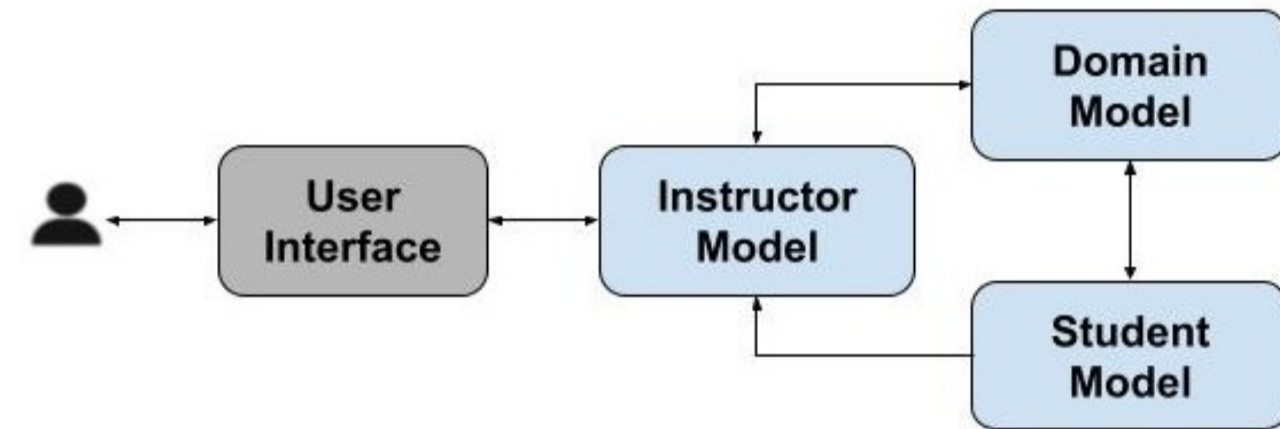 User
Interface
Instructor
Model
Domain
Model
Student
Model